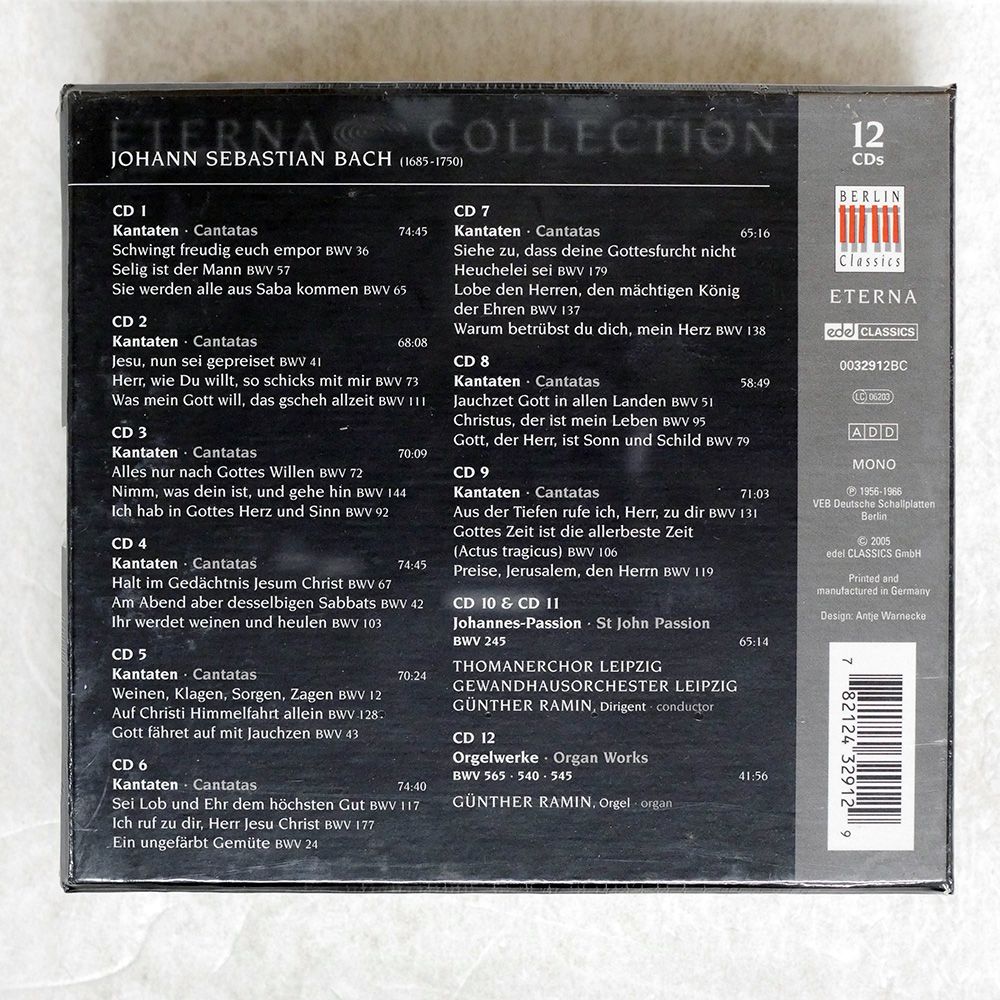 ETERNA COLLECTION
JOHANN SEBASTIAN BACH (1685-1750)
CD 1
Kantaten · Cantatas 74:45
Schwingt freudig euch empor BWV 36
Selig ist der Mann BWV 57
Sie werden alle aus Saba kommen BWV 65
CD 2
Kantaten · Cantatas 68:08
Jesu, nun sei gepreiset BWV 41
Herr, wie Du willt, so schicks mit mir BWV 73
Was mein Gott will, das gscheh allzeit BWV 111
CD 3
Kantaten · Cantatas 70:09
Alles nur nach Gottes Willen BWV 72
Nimm, was dein ist, und gehe hin BWV 144
Ich hab in Gottes Herz und Sinn BWV 92
CD 4
Kantaten · Cantatas 74:45
Halt im Gedächtnis Jesum Christ BWV 67
Am Abend aber desselbigen Sabbats BWV 42
Ihr werdet weinen und heulen BWV 103
CD 5
Kantaten · Cantatas 70:24
Weinen, Klagen, Sorgen, Zagen BWV 12
Auf Christi Himmelfahrt allein BWV 128
Gott fähret auf mit Jauchzen BWV 43
CD 6
Kantaten · Cantatas 74:40
Sei Lob und Ehr dem höchsten Gut BWV 117
Ich ruf zu dir, Herr Jesu Christ BWV 177
Ein ungefärbt Gemüte BWV 24
CD 7
Kantaten · Cantatas 65:16
Siehe zu, dass deine Gottesfurcht nicht
Heuchelei sei BWV 179
Lobe den Herren, den mächtigen König
der Ehren BWV 137
Warum betrübst du dich, mein Herz BWV 138
CD 8
Kantaten · Cantatas 58:49
Jauchzet Gott in allen Landen BWV 51
Christus, der ist mein Leben BWV 95
Gott, der Herr, ist Sonn und Schild BWV 79
CD 9
Kantaten · Cantatas 71:03
Aus der Tiefen rufe ich, Herr, zu dir BWV 131
Gottes Zeit ist die allerbeste Zeit
(Actus tragicus) BWV 106
Preise, Jerusalem, den Herrn BWV 119
CD 10 & CD 11
Johannes-Passion · St John Passion
BWV 245 65:14
THOMANERCHOR LEIPZIG
GEWANDHAUSORCHESTER LEIPZIG
GÜNTHER RAMIN, Dirigent · conductor
CD 12
Orgelwerke · Organ Works
BWV 565 · 540 · 545 41:56
GÜNTHER RAMIN, Orgel · organ
12
CDs
BERLIN
Classics
ETERNA
edel CLASSICS
0032912BC
LC 06203
ADD
MONO
℗ 1956-1966
VEB Deutsche Schallplatten
Berlin
© 2005
edel CLASSICS GmbH
Printed and
manufactured in Germany
Design: Antje Warnecke
7 82124 32912 9